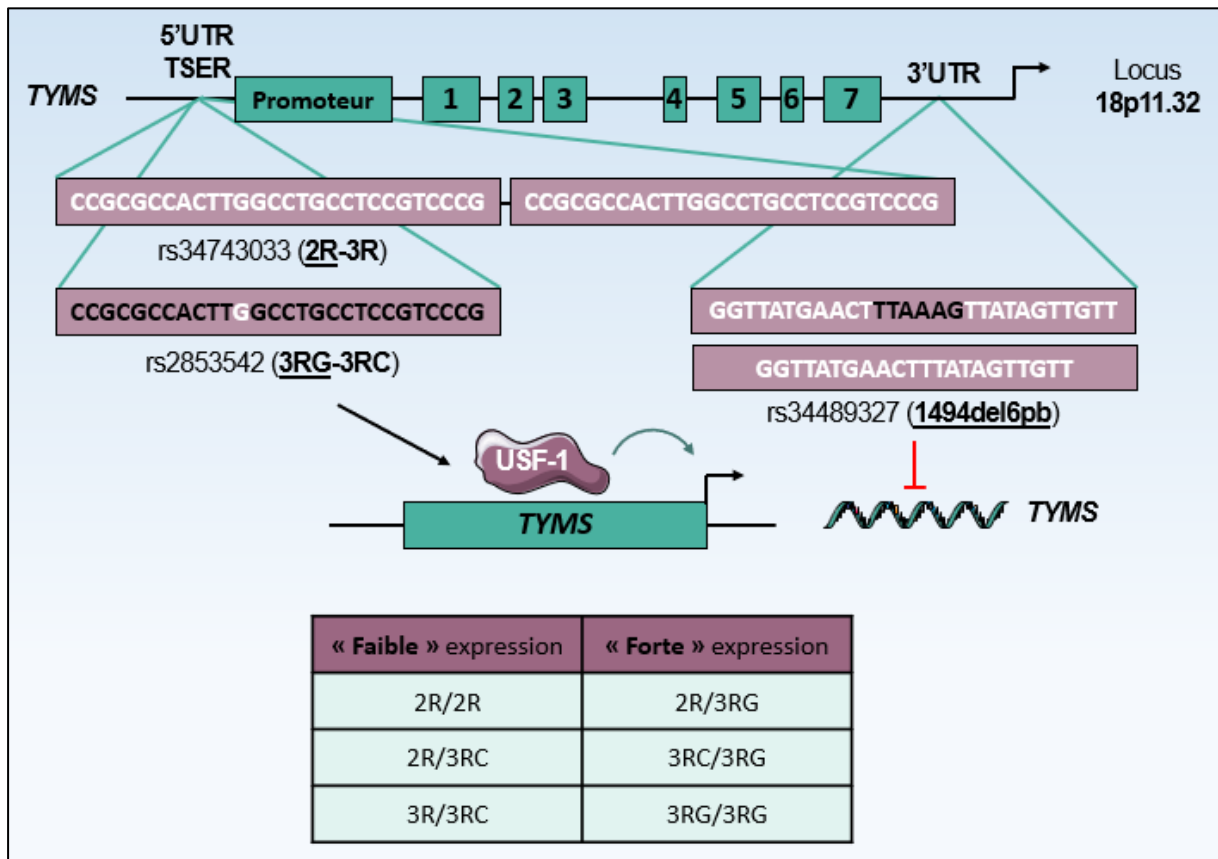 5'UTR
TSER
TYMS
Promoteur
1
2
3
4
5
6
7
3'UTR
Locus
18p11.32
CCGCGCCACTTGGCCTGCCTCCGTCCCG
CCGCGCCACTTGGCCTGCCTCCGTCCCG
rs34743033 (2R-3R)
CCGCGCCACTTGGCCTGCCTCCGTCCCG
rs2853542 (3RG-3RC)
GGTTATGAACTTTAAAGTTATAGTTGTT
GGTTATGAACTTTATAGTTGTT
rs34489327 (1494del6pb)
USF-1
TYMS
TYMS
« Faible » expression
« Forte » expression
2R/2R
2R/3RG
2R/3RC
3RC/3RG
3R/3RC
3RG/3RG